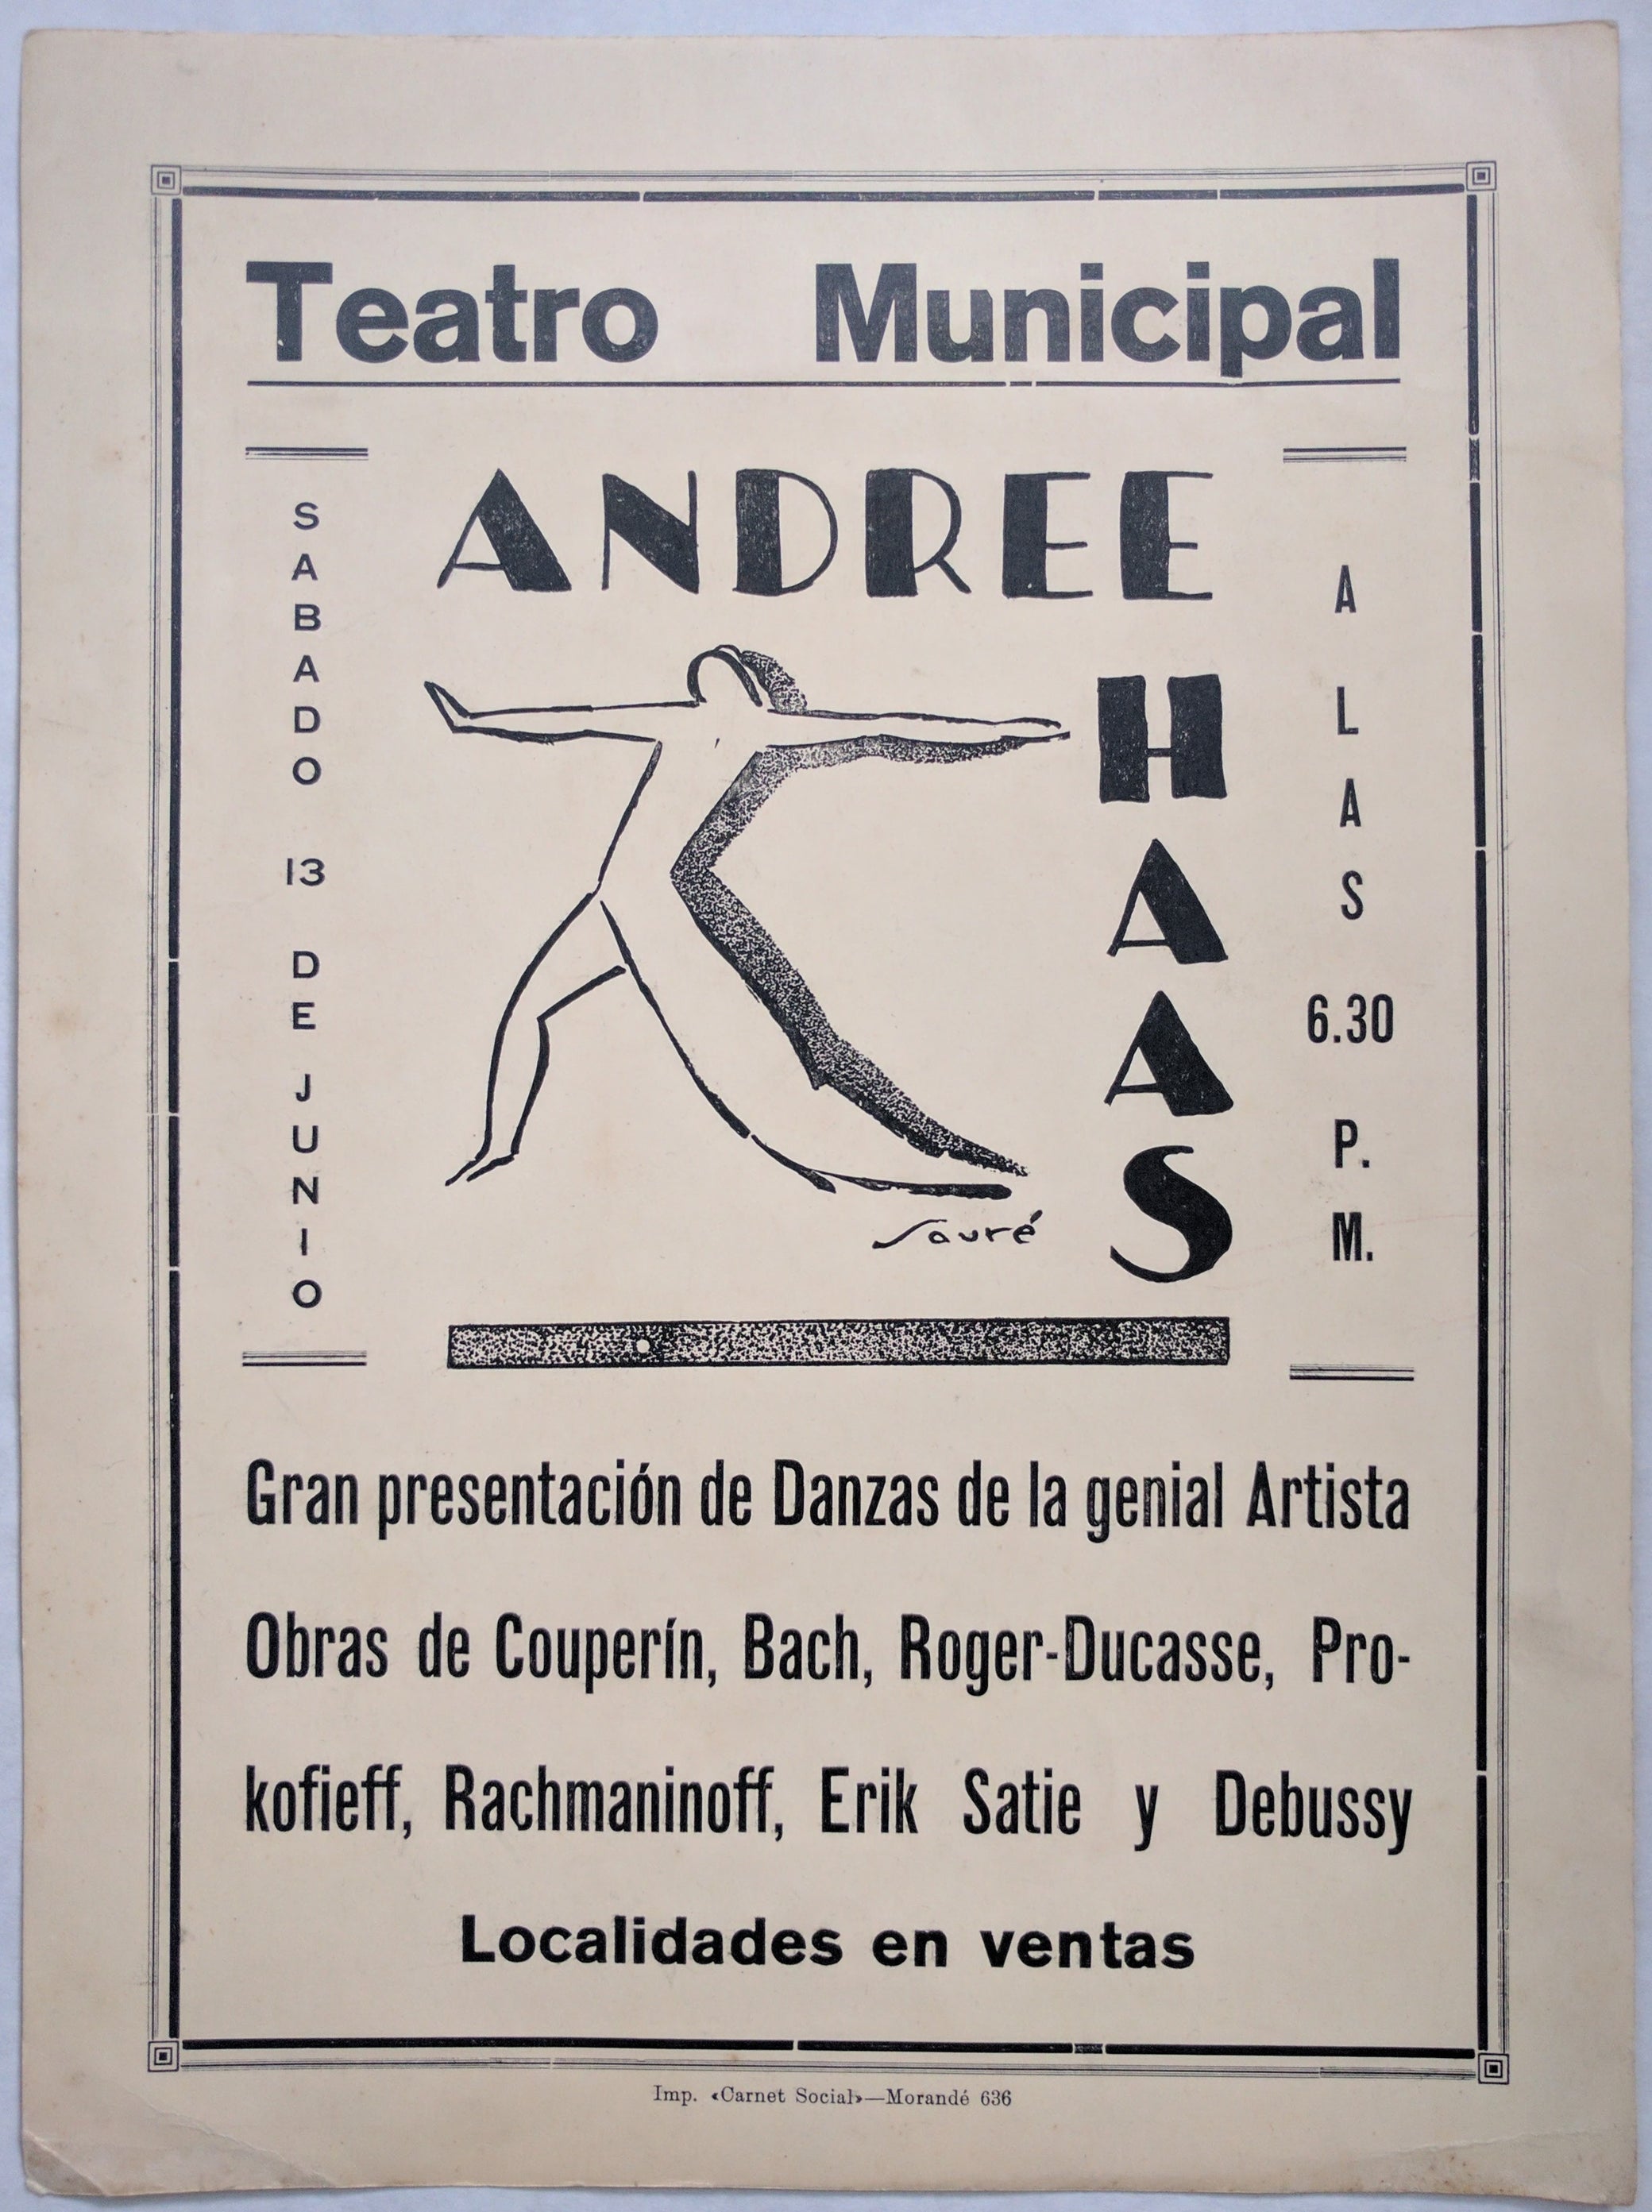 Teatro Municipal
SABADO 13 DE JUNIO
ANDREE
HAAS
A LAS 6.30 P. M.
Sauré
Gran presentación de Danzas de la genial Artista
Obras de Couperín, Bach, Roger-Ducasse, Pro-
kofieff, Rachmaninoff, Erik Satie y Debussy
Localidades en ventas
Imp. «Carnet Social»—Morandé 636